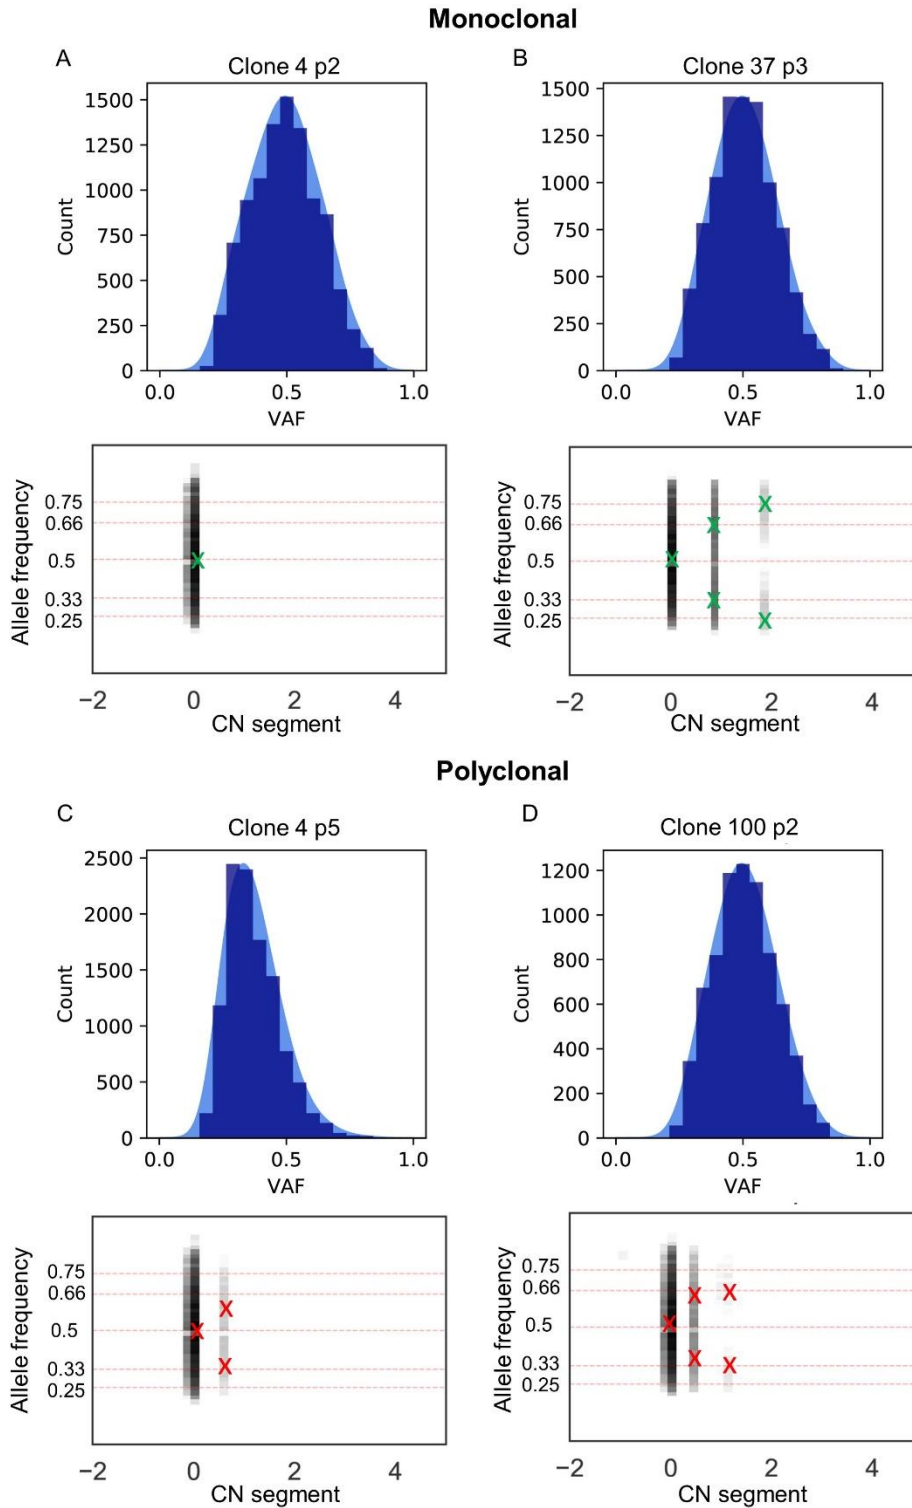 Monoclonal
A
Clone 4 p2
1500
1250
1000
750
500
250
0
Count
0.0 0.5 1.0
VAF
B
Clone 37 p3
1500
1250
1000
750
500
250
0
Count
0.0 0.5 1.0
VAF
Allele frequency
0.75
0.66
0.5
0.33
0.25
X
−2 0 2 4
CN segment
Allele frequency
0.75
0.66
0.5
0.33
0.25
X X X
X X
−2 0 2 4
CN segment
Polyclonal
C
Clone 4 p5
2500
2000
1500
1000
500
0
Count
0.0 0.5 1.0
VAF
D
Clone 100 p2
1200
1000
800
600
400
200
0
Count
0.0 0.5 1.0
VAF
Allele frequency
0.75
0.66
0.5
0.33
0.25
X X
X
−2 0 2 4
CN segment
Allele frequency
0.75
0.66
0.5
0.33
0.25
X X X
X X
−2 0 2 4
CN segment